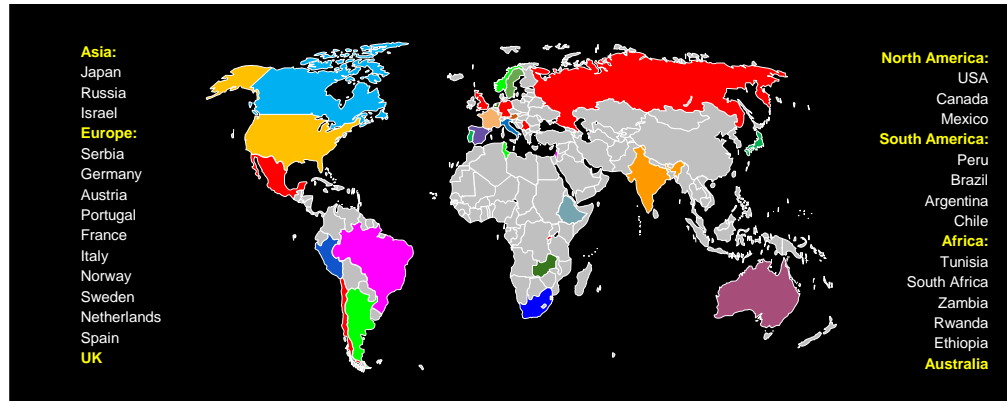 Asia:
Japan
Russia
Israel
Europe:
Serbia
Germany
Austria
Portugal
France
Italy
Norway
Sweden
Netherlands
Spain
UK
North America:
USA
Canada
Mexico
South America:
Peru
Brazil
Argentina
Chile
Africa:
Tunisia
South Africa
Zambia
Rwanda
Ethiopia
Australia